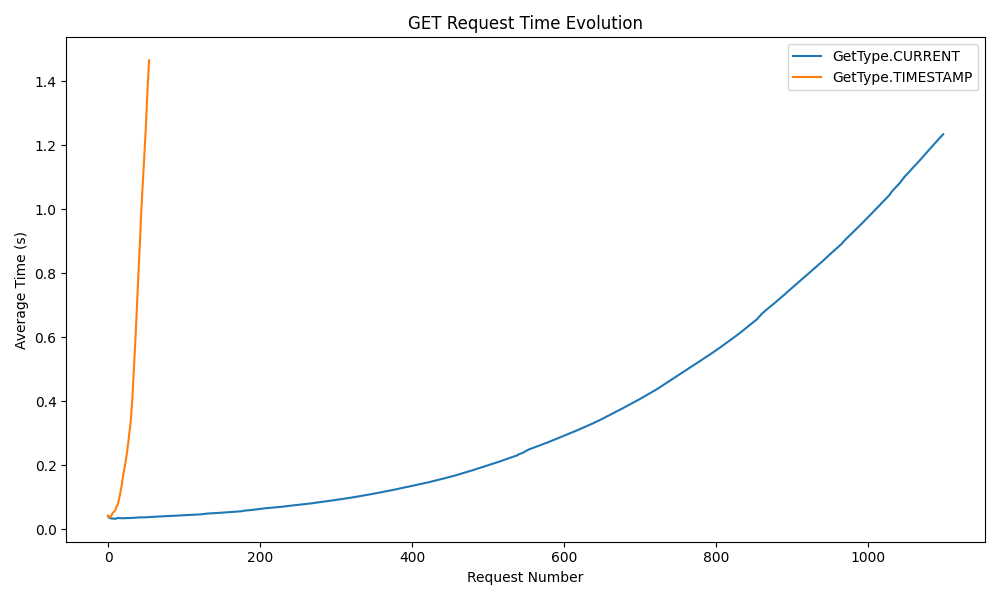 GET Request Time Evolution
GetType.CURRENT
GetType.TIMESTAMP
Average Time (s)
1.4
1.2
1.0
0.8
0.6
0.4
0.2
0.0
0 200 400 600 800 1000
Request Number